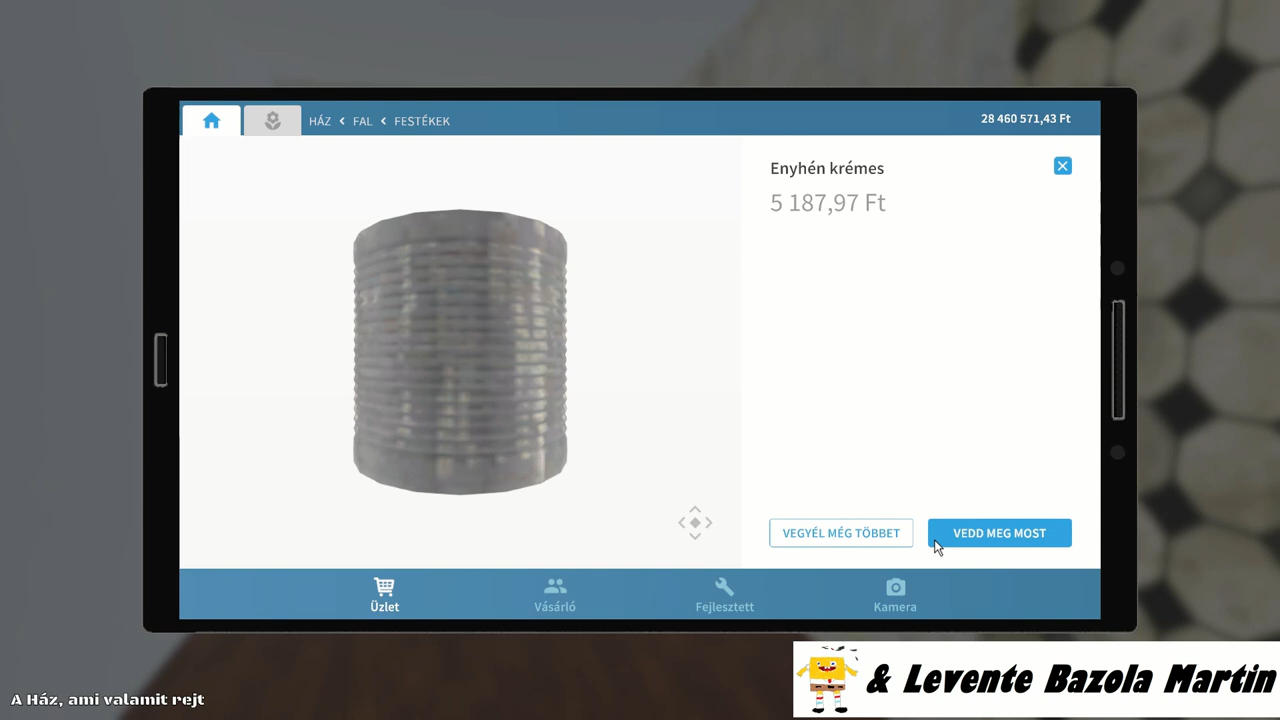 HÁZ < FAL < FESTÉKEK
28 460 571,43 Ft
Enyhén krémes
5 187,97 Ft
VEGYÉL MÉG TÖBBET
VEDD MEG MOST
Üzlet
Vásárló
Fejlesztett
Kamera
& Levente Bazola Martin
A Ház, ami valamit rejt